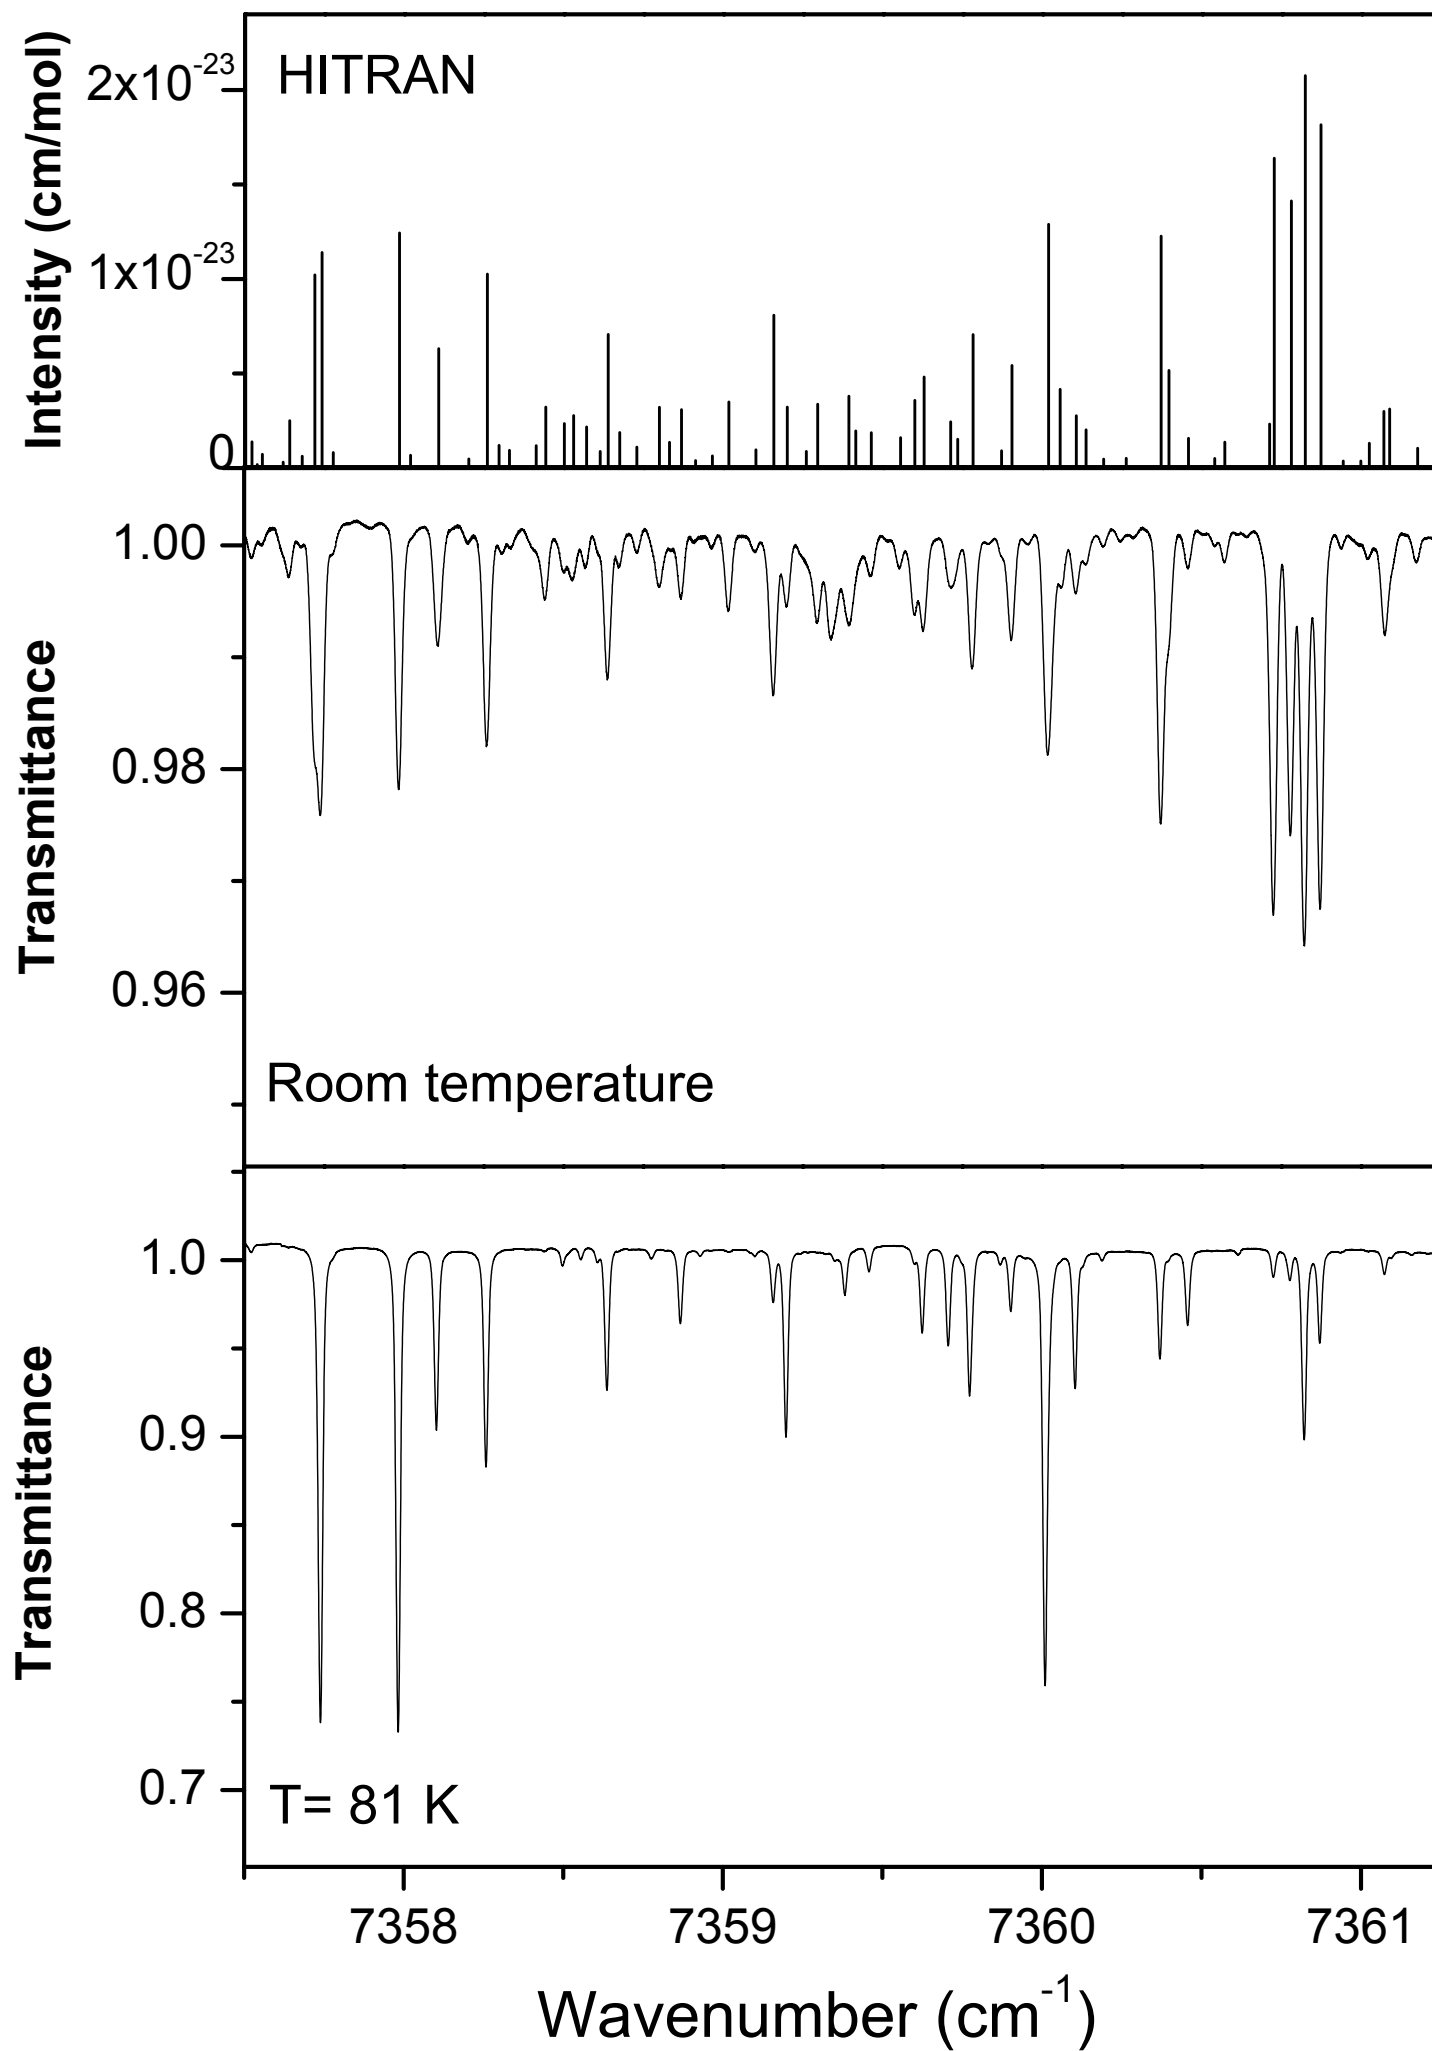 HITRAN
Intensity (cm/mol)
2x10⁻²³
1x10⁻²³
0
Transmittance
1.00
0.98
0.96
Room temperature
Transmittance
1.0
0.9
0.8
0.7
T= 81 K
7358 7359 7360 7361
Wavenumber (cm⁻¹)